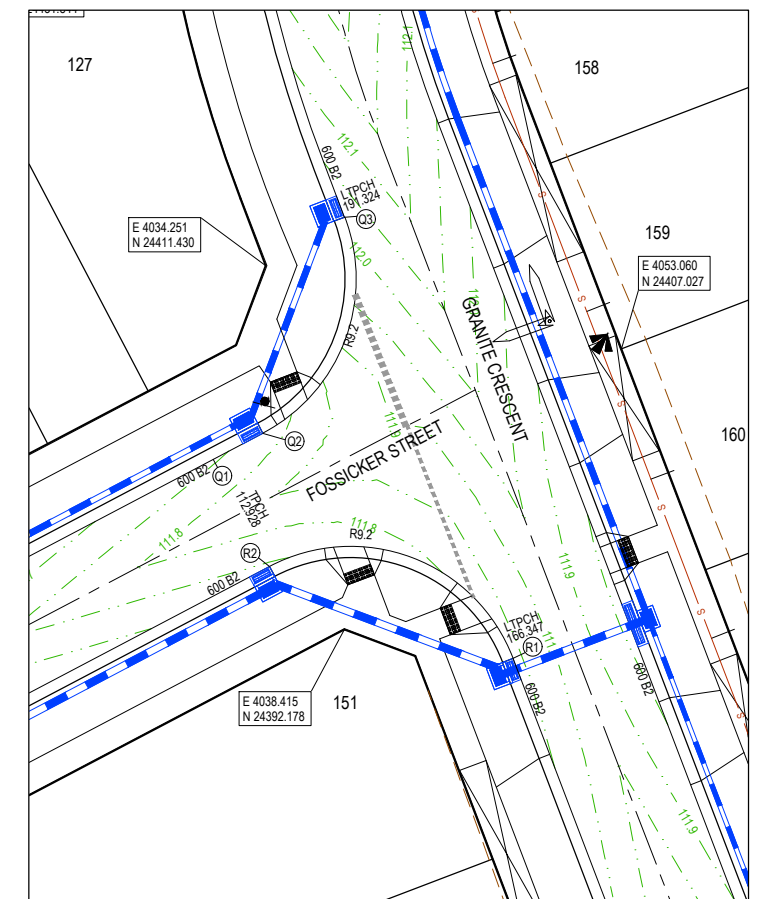 127
158
112.1
112.1
600 B2
LTPCH
191.324
Q3
E 4034.251
N 24411.430
159
E 4053.060
N 24407.027
112.0
S
R9.2
GRANITE CRESCENT
S
160
FOSSICKER STREET
Q2
600 B2
Q1
TPCH
112.928
S
111.8
111.8
R9.2
R2
600 B2
111.9
LTPCH
166.347
R1
600 B2
600 B2
S
E 4038.415
N 24392.178
151
S
111.9